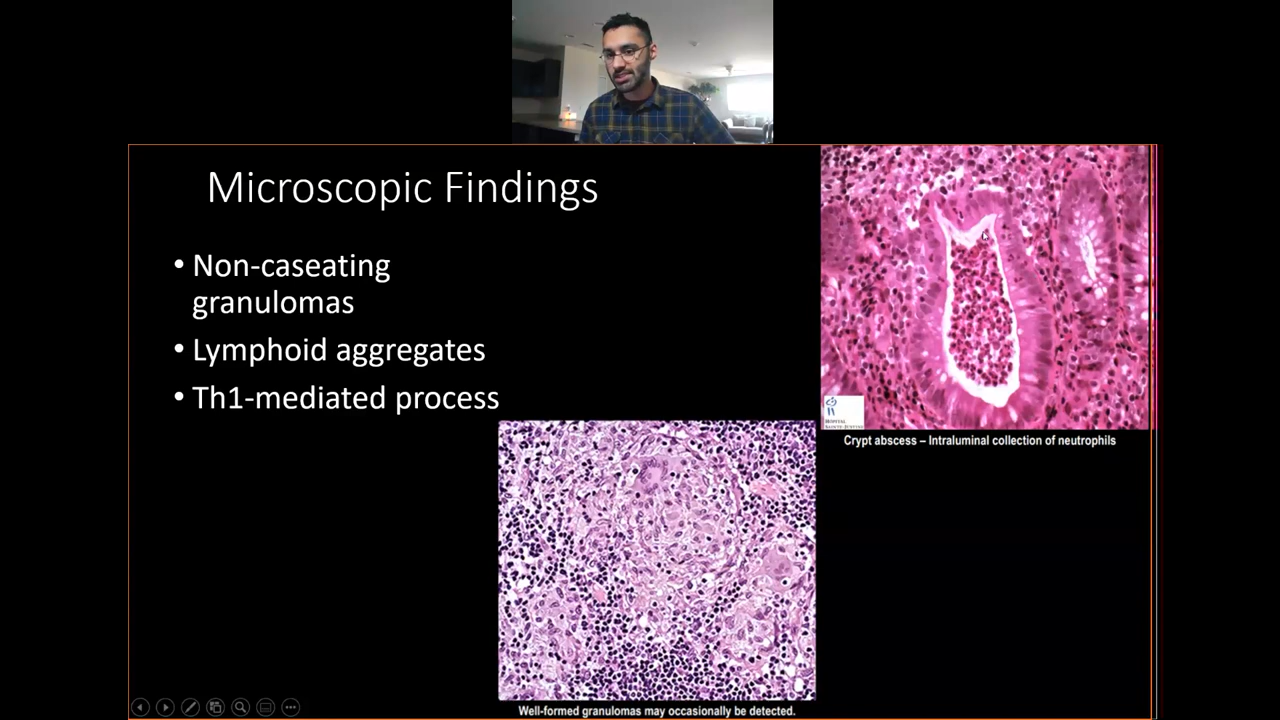 Microscopic Findings
• Non-caseating
granulomas
• Lymphoid aggregates
• Th1-mediated process
Crypt abscess – Intraluminal collection of neutrophils
Well-formed granulomas may occasionally be detected.